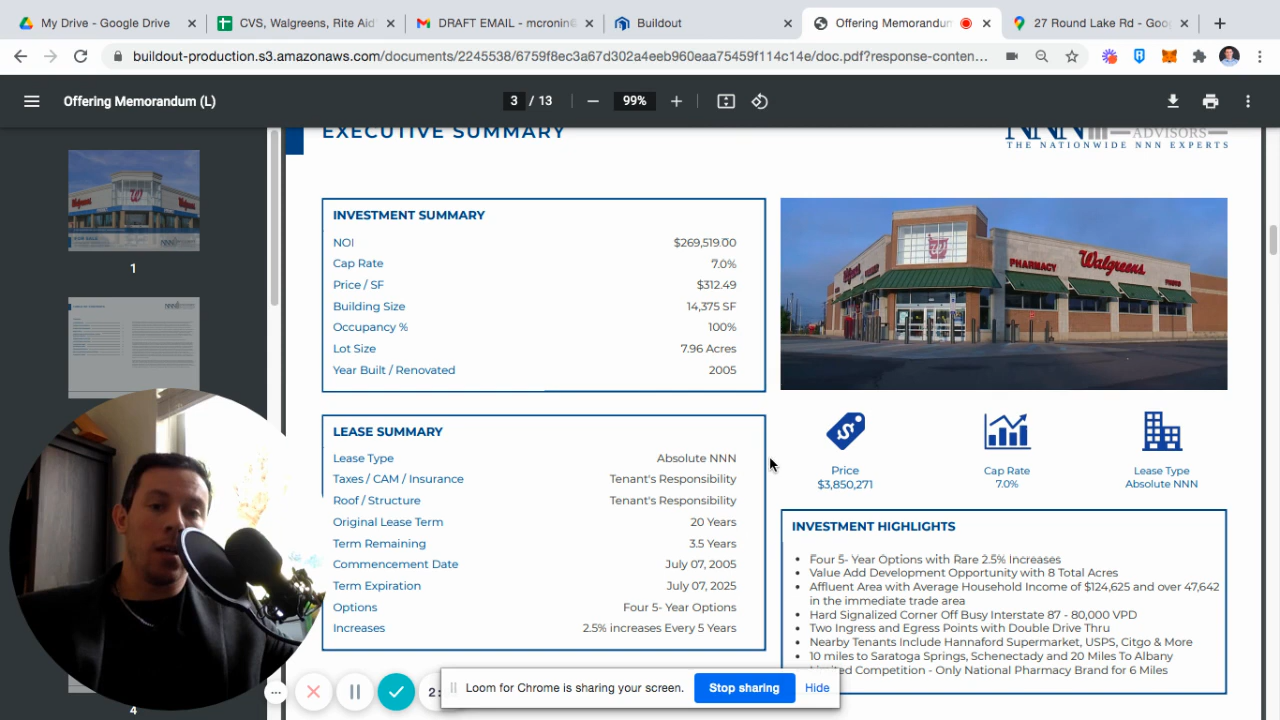 My Drive - Google Drive
CVS, Walgreens, Rite Aid
DRAFT EMAIL - mcronin@
Buildout
Offering Memorandum
27 Round Lake Rd - Goo
buildout-production.s3.amazonaws.com/documents/2245538/6759f8ec3a67d302a4eeb960eaa75459f114c14e/doc.pdf?response-conten...
Offering Memorandum (L)
3 / 13
99%
EXECUTIVE SUMMARY
NNN ADVISORS
THE NATIONWIDE NNN EXPERTS
1
4
INVESTMENT SUMMARY
NOI $269,519.00
Cap Rate 7.0%
Price / SF $312.49
Building Size 14,375 SF
Occupancy % 100%
Lot Size 7.96 Acres
Year Built / Renovated 2005
PHARMACY
Walgreens
LEASE SUMMARY
Lease Type Absolute NNN
Taxes / CAM / Insurance Tenant's Responsibility
Roof / Structure Tenant's Responsibility
Original Lease Term 20 Years
Term Remaining 3.5 Years
Commencement Date July 07, 2005
Term Expiration July 07, 2025
Options Four 5- Year Options
Increases 2.5% increases Every 5 Years
Price
$3,850,271
Cap Rate
7.0%
Lease Type
Absolute NNN
INVESTMENT HIGHLIGHTS
• Four 5- Year Options with Rare 2.5% Increases
• Value Add Development Opportunity with 8 Total Acres
• Affluent Area with Average Household Income of $124,625 and over 47,642
in the immediate trade area
• Hard Signalized Corner Off Busy Interstate 87 - 80,000 VPD
• Two Ingress and Egress Points with Double Drive Thru
• Nearby Tenants Include Hannaford Supermarket, USPS, Citgo & More
• 10 miles to Saratoga Springs, Schenectady and 20 Miles To Albany
Limited Competition - Only National Pharmacy Brand for 6 Miles
2:
Loom for Chrome is sharing your screen.
Stop sharing
Hide